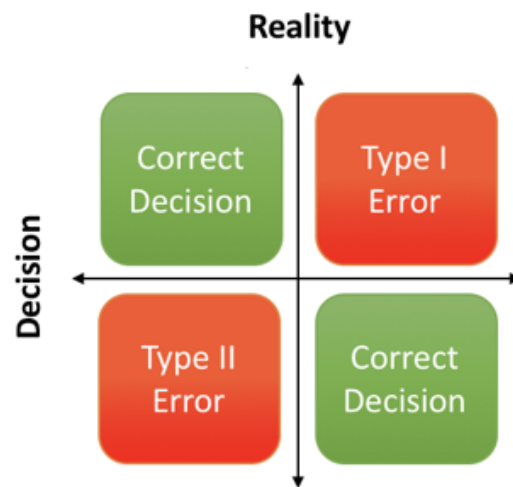 Reality
Correct
Decision
Type I
Error
Decision
Type II
Error
Correct
Decision